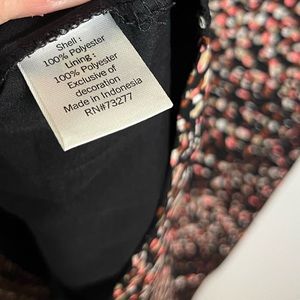 Shell :
100% Polyester
Lining :
100% Polyester
Exclusive of
decoration
Made in Indonesia
RN#73277